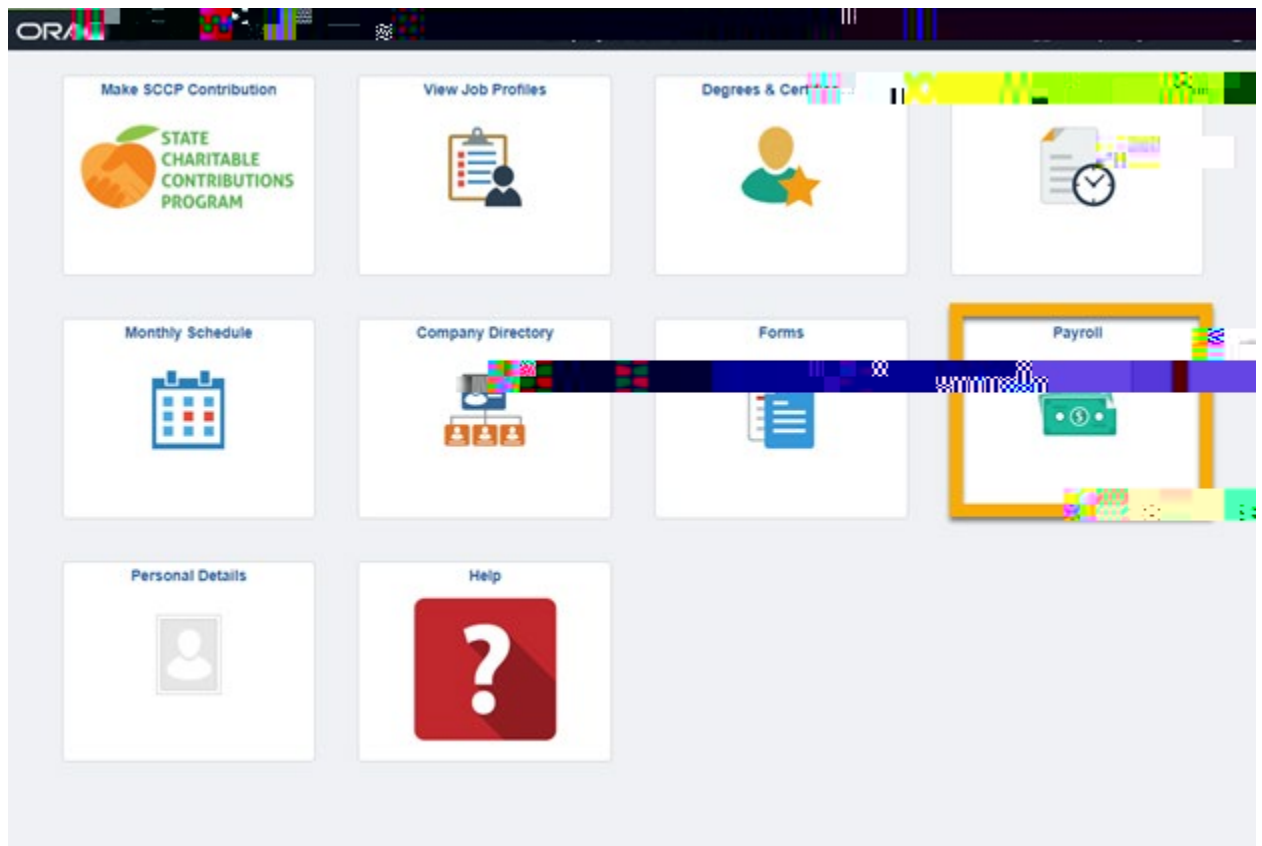 Make SCCP Contribution
View Job Profiles
Degrees &
STATE
CHARITABLE
CONTRIBUTIONS
PROGRAM
Monthly Schedule
Company Directory
Forms
Payroll
Personal Details
Help
?